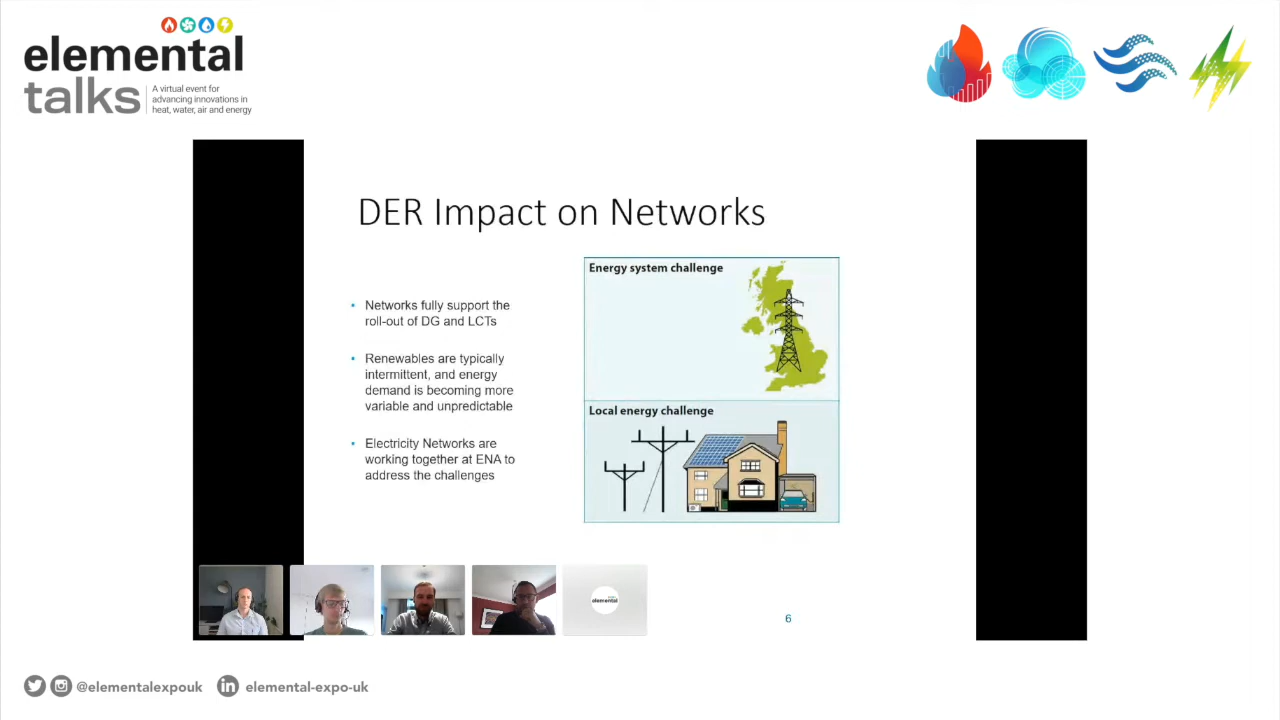 elemental
talks
A virtual event for
advancing innovations in
heat, water, air and energy
DER Impact on Networks
• Networks fully support the
roll-out of DG and LCTs
• Renewables are typically
intermittent, and energy
demand is becoming more
variable and unpredictable
• Electricity Networks are
working together at ENA to
address the challenges
Energy system challenge
Local energy challenge
elemental
6
@elementalexpouk
elemental-expo-uk